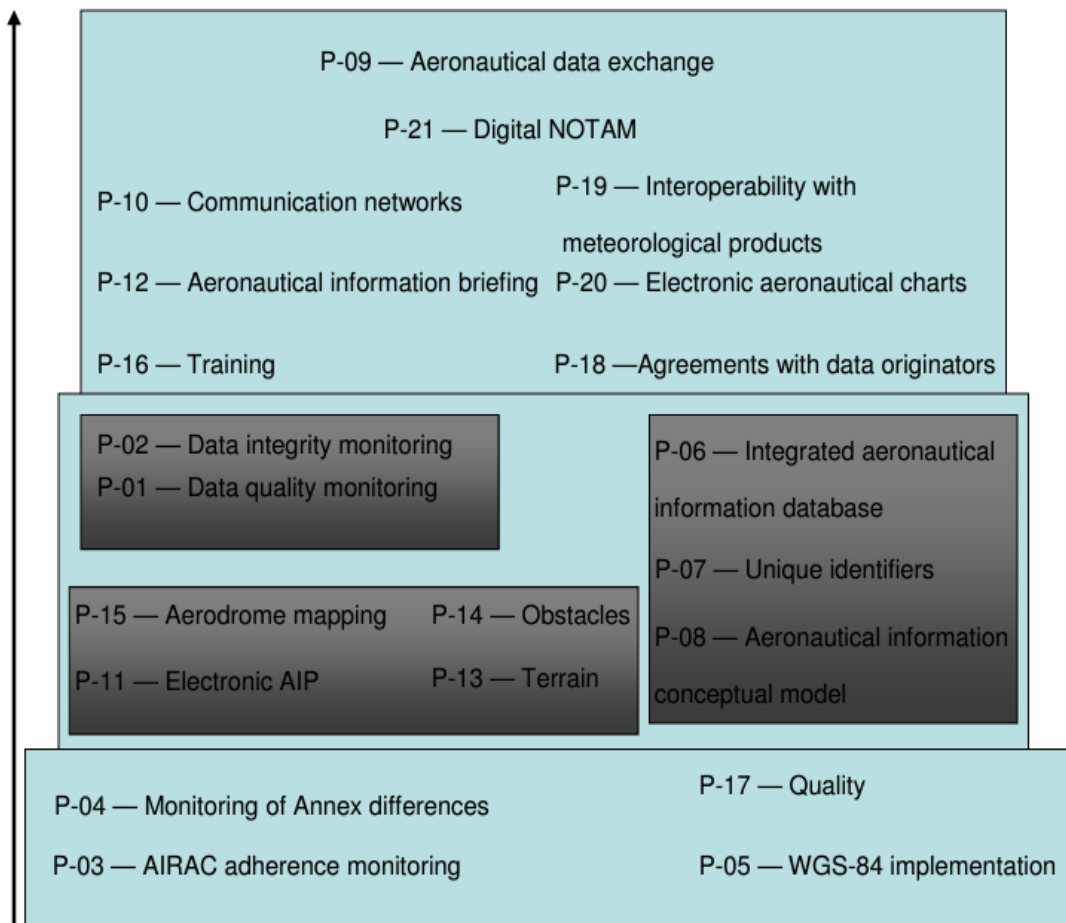 P-09 — Aeronautical data exchange
P-21 — Digital NOTAM
P-10 — Communication networks
P-19 — Interoperability with
meteorological products
P-12 — Aeronautical information briefing
P-20 — Electronic aeronautical charts
P-16 — Training
P-18 —Agreements with data originators
P-02 — Data integrity monitoring
P-01 — Data quality monitoring
P-06 — Integrated aeronautical
information database
P-07 — Unique identifiers
P-08 — Aeronautical information
conceptual model
P-15 — Aerodrome mapping
P-14 — Obstacles
P-11 — Electronic AIP
P-13 — Terrain
P-04 — Monitoring of Annex differences
P-17 — Quality
P-03 — AIRAC adherence monitoring
P-05 — WGS-84 implementation